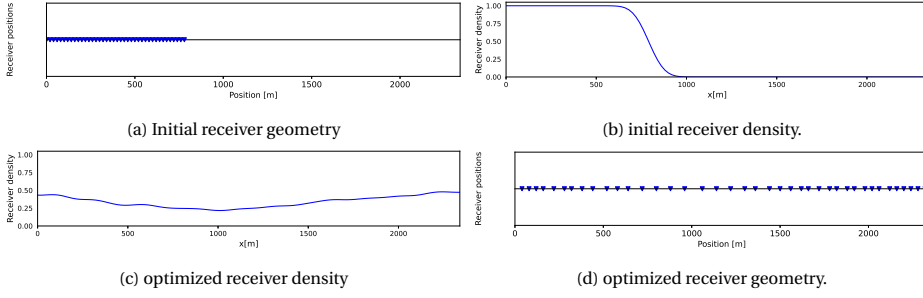 Receiver positions
0 500 1000 1500 2000
Position [m]
(a) Initial receiver geometry
Receiver density
1.00
0.75
0.50
0.25
0.00
0 500 1000 1500 2000
x[m]
(b) initial receiver density.
Receiver density
1.00
0.75
0.50
0.25
0.00
0 500 1000 1500 2000
x[m]
(c) optimized receiver density
Receiver positions
0 500 1000 1500 2000
Position [m]
(d) optimized receiver geometry.